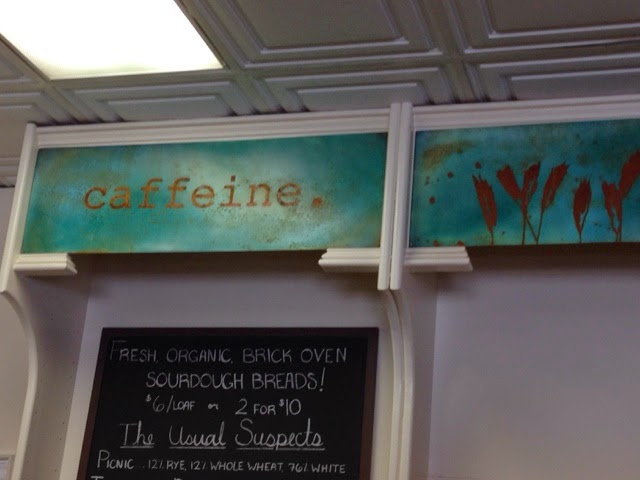 caffeine.
FRESH, ORGANIC, BRICK OVEN
SOURDOUGH BREADS!
$6/LOAF or 2 FOR $10
The Usual Suspects
PICNIC... 12% RYE, 12% WHOLE WHEAT, 76% WHITE